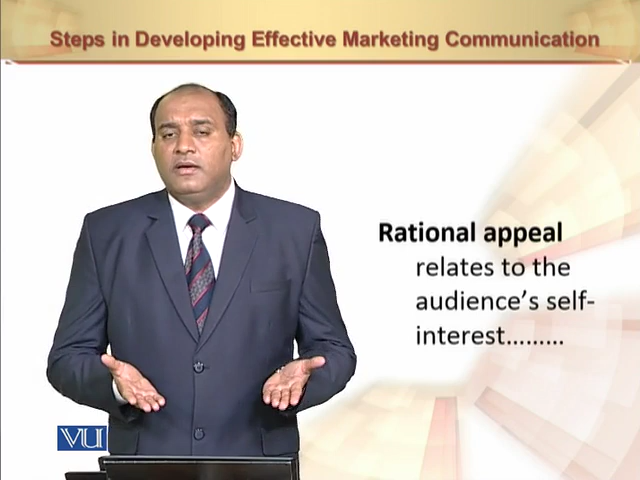 Steps in Developing Effective Marketing Communication
Rational appeal
relates to the
audience’s self-
interest………
VU